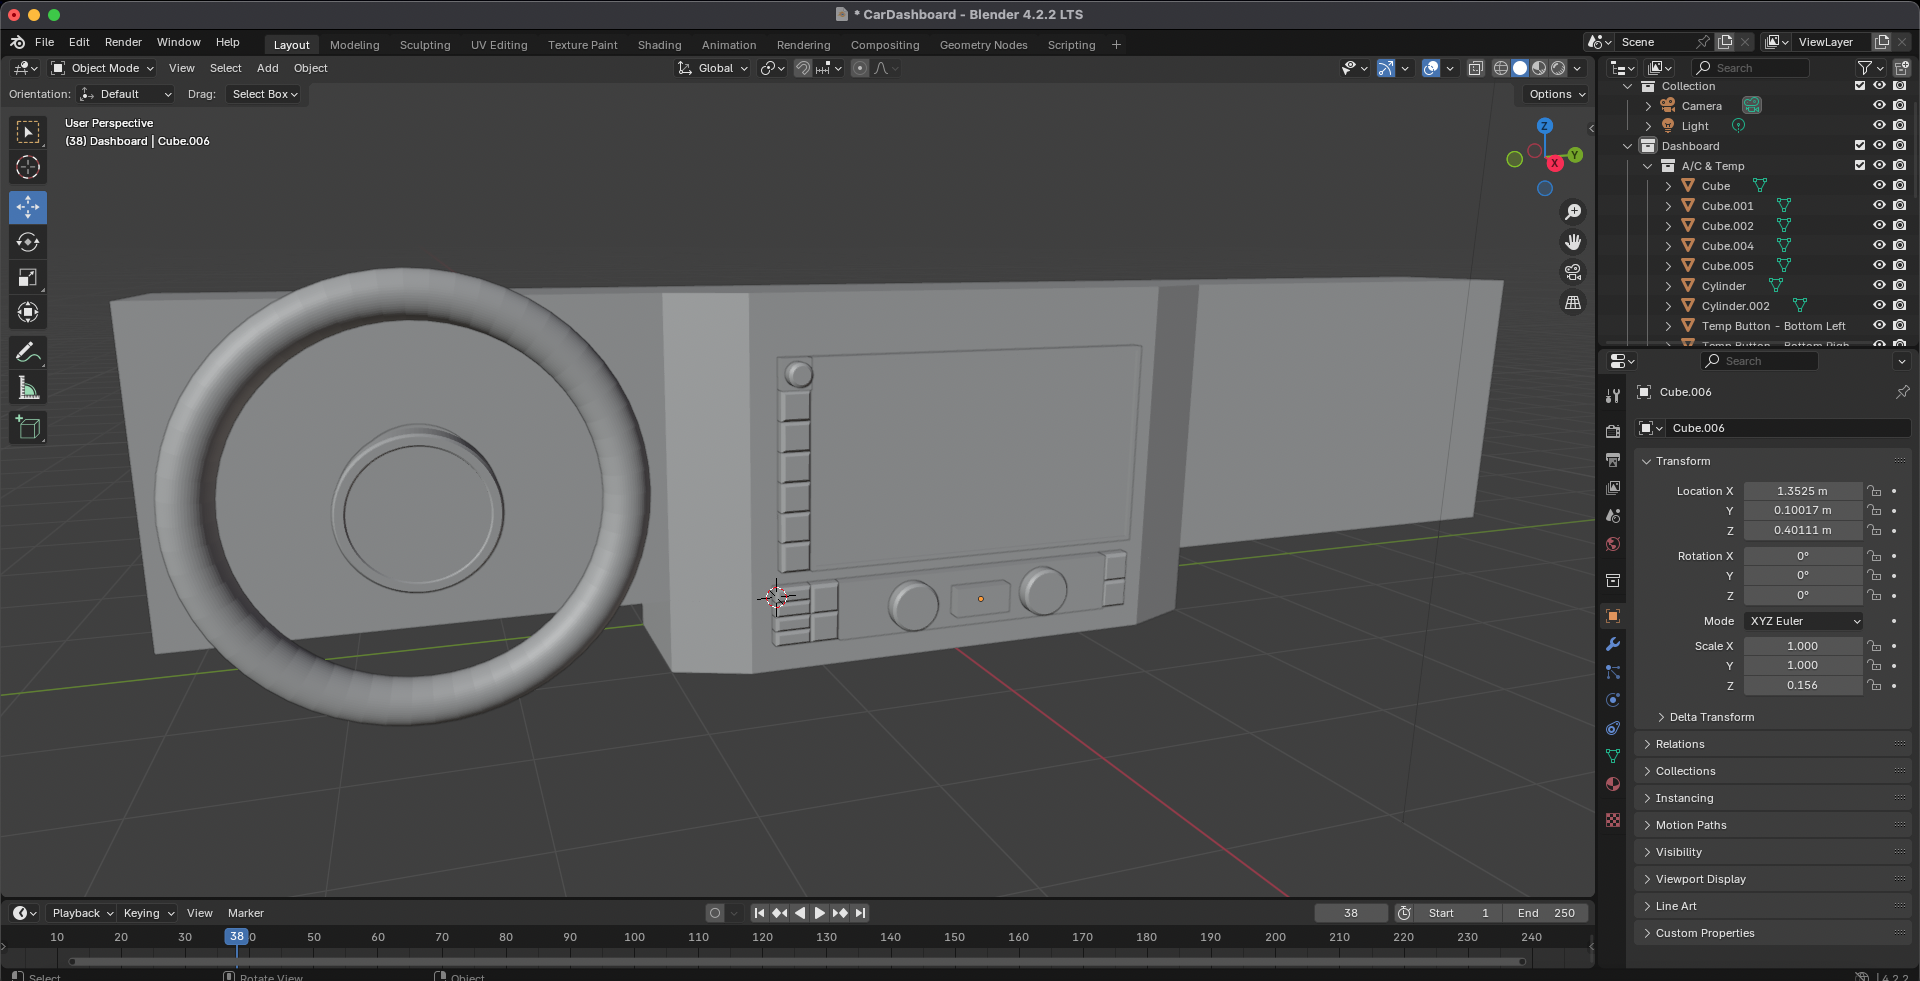 * CarDashboard - Blender 4.2.2 LTS
File Edit Render Window Help Layout Modeling Sculpting UV Editing Texture Paint Shading Animation Rendering Compositing Geometry Nodes Scripting + Scene ViewLayer
Object Mode View Select Add Object Global Search
Orientation: Default Drag: Select Box Options
User Perspective
(38) Dashboard | Cube.006
Z
Y
X
Collection
Camera
Light
Dashboard
A/C & Temp
Cube
Cube.001
Cube.002
Cube.004
Cube.005
Cylinder
Cylinder.002
Temp Button - Bottom Left
Temp Button - Bottom Righ
Search
Cube.006
Cube.006
Transform
Location X 1.3525 m
Y 0.10017 m
Z 0.40111 m
Rotation X 0°
Y 0°
Z 0°
Mode XYZ Euler
Scale X 1.000
Y 1.000
Z 0.156
Delta Transform
Relations
Collections
Instancing
Motion Paths
Visibility
Viewport Display
Line Art
Custom Properties
Playback Keying View Marker 38 Start 1 End 250
10 20 30 38 0 50 60 70 80 90 100 110 120 130 140 150 160 170 180 190 200 210 220 230 240
Select Rotate View Object 4.2.2